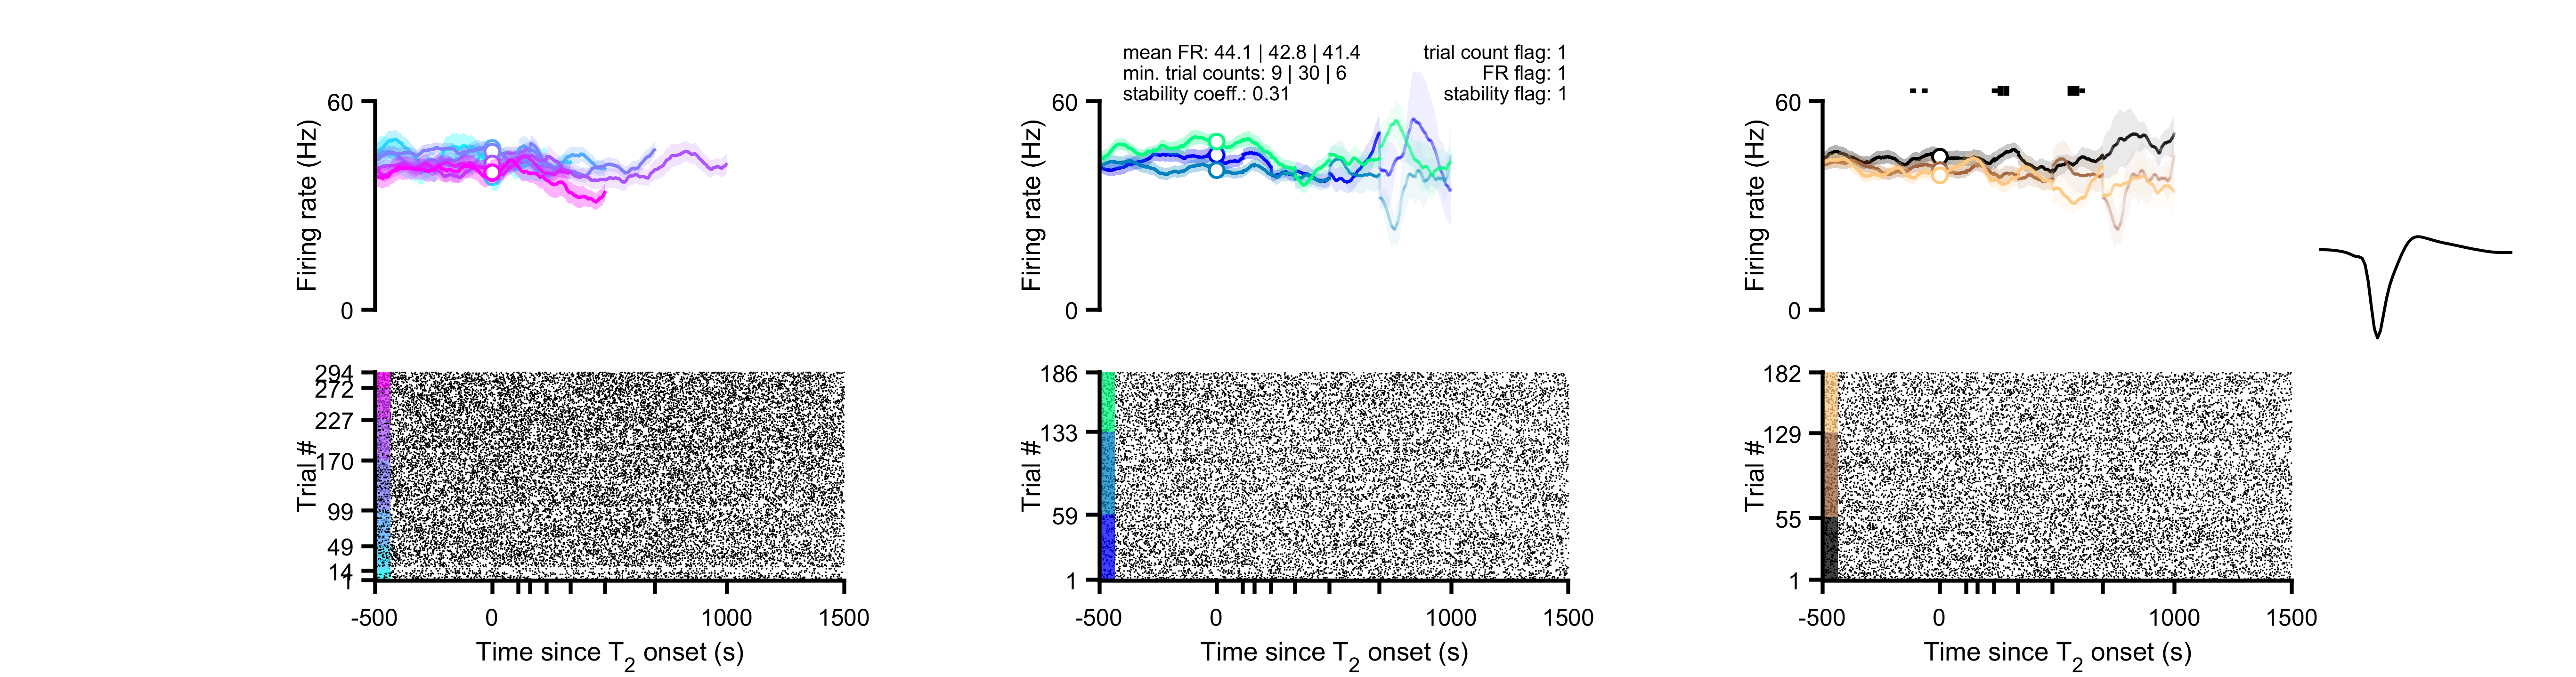 mean FR: 44.1 | 42.8 | 41.4
min. trial counts: 9 | 30 | 6
stability coeff.: 0.31
trial count flag: 1
FR flag: 1
stability flag: 1
60
Firing rate (Hz)
0
60
Firing rate (Hz)
0
60
Firing rate (Hz)
0
294
272
227
170
99
49
14
1
Trial #
-500 0 1000 1500
Time since T2 onset (s)
186
133
59
1
Trial #
-500 0 1000 1500
Time since T2 onset (s)
182
129
55
1
Trial #
-500 0 1000 1500
Time since T2 onset (s)